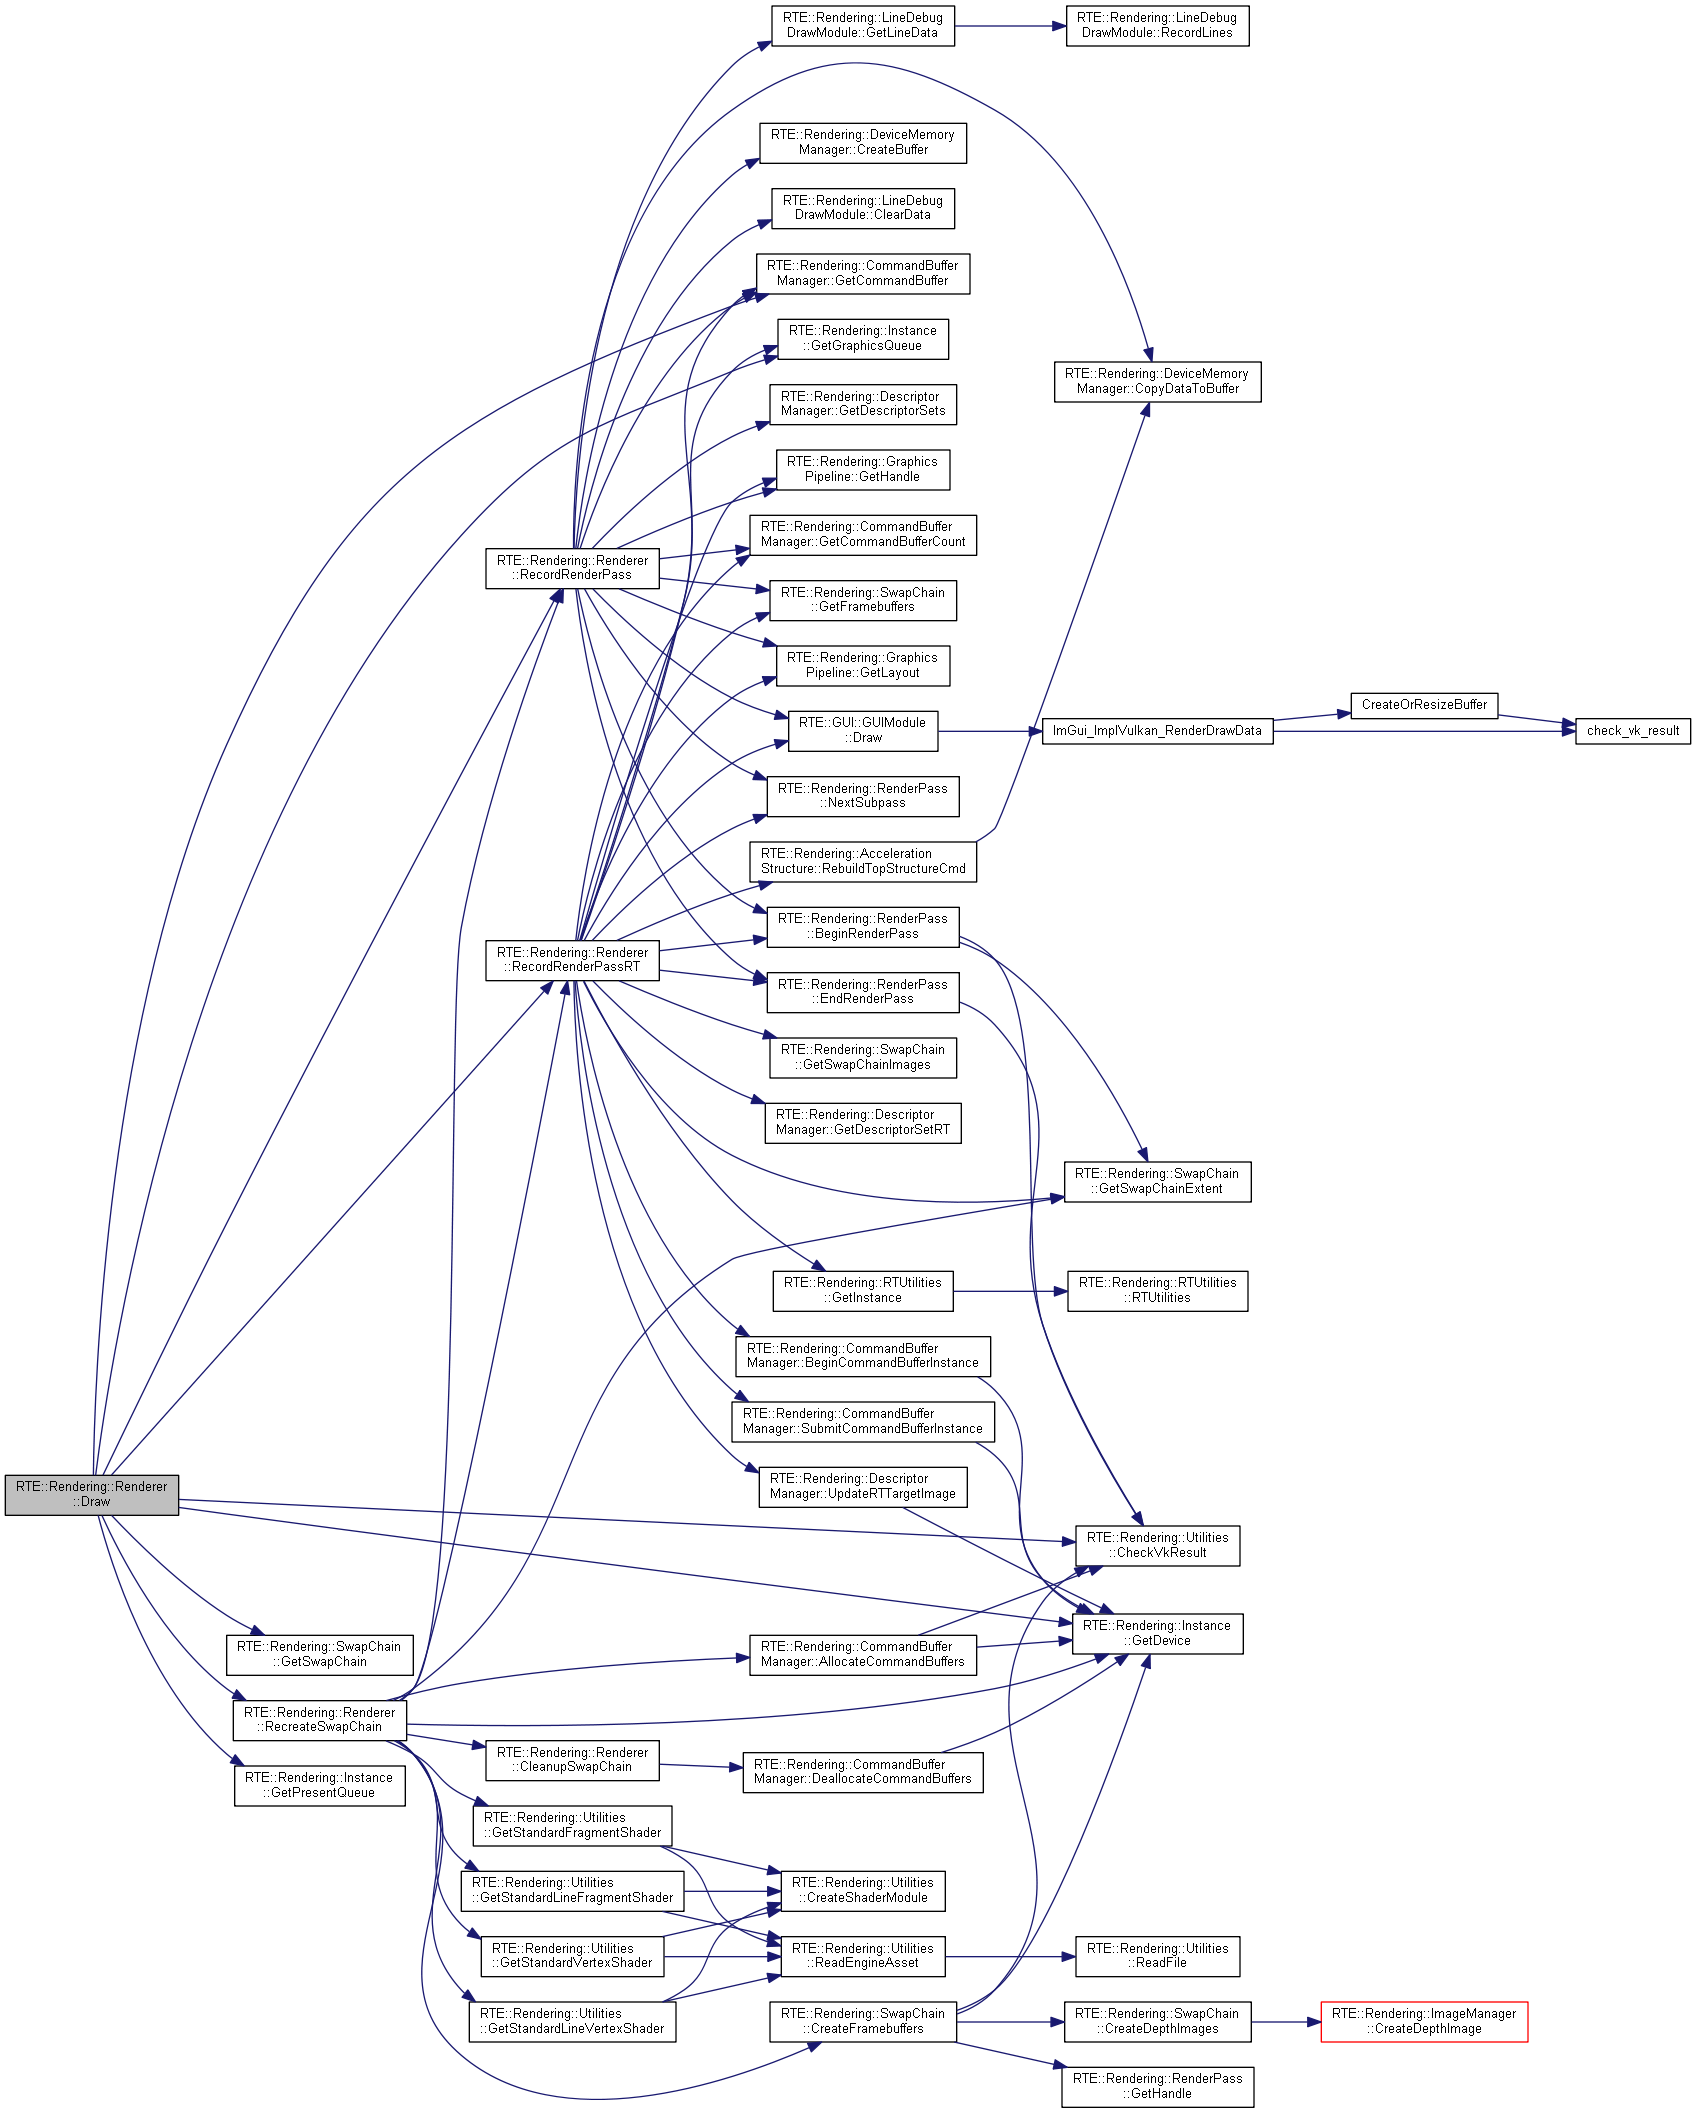 RTE::Rendering::LineDebug
DrawModule::GetLineData
RTE::Rendering::LineDebug
DrawModule::RecordLines
RTE::Rendering::DeviceMemory
Manager::CreateBuffer
RTE::Rendering::LineDebug
DrawModule::ClearData
RTE::Rendering::CommandBuffer
Manager::GetCommandBuffer
RTE::Rendering::Instance
::GetGraphicsQueue
RTE::Rendering::DeviceMemory
Manager::CopyDataToBuffer
RTE::Rendering::Descriptor
Manager::GetDescriptorSets
RTE::Rendering::Graphics
Pipeline::GetHandle
RTE::Rendering::CommandBuffer
Manager::GetCommandBufferCount
RTE::Rendering::Renderer
::RecordRenderPass
RTE::Rendering::SwapChain
::GetFramebuffers
RTE::Rendering::Graphics
Pipeline::GetLayout
RTE::GUI::GUIModule
::Draw
ImGui_ImplVulkan_RenderDrawData
CreateOrResizeBuffer
check_vk_result
RTE::Rendering::RenderPass
::NextSubpass
RTE::Rendering::Acceleration
Structure::RebuildTopStructureCmd
RTE::Rendering::RenderPass
::BeginRenderPass
RTE::Rendering::Renderer
::RecordRenderPassRT
RTE::Rendering::RenderPass
::EndRenderPass
RTE::Rendering::SwapChain
::GetSwapChainImages
RTE::Rendering::Descriptor
Manager::GetDescriptorSetRT
RTE::Rendering::SwapChain
::GetSwapChainExtent
RTE::Rendering::RTUtilities
::GetInstance
RTE::Rendering::RTUtilities
::RTUtilities
RTE::Rendering::CommandBuffer
Manager::BeginCommandBufferInstance
RTE::Rendering::CommandBuffer
Manager::SubmitCommandBufferInstance
RTE::Rendering::Descriptor
Manager::UpdateRTTargetImage
RTE::Rendering::Renderer
::Draw
RTE::Rendering::Utilities
::CheckVkResult
RTE::Rendering::Instance
::GetDevice
RTE::Rendering::SwapChain
::GetSwapChain
RTE::Rendering::CommandBuffer
Manager::AllocateCommandBuffers
RTE::Rendering::Renderer
::RecreateSwapChain
RTE::Rendering::Renderer
::CleanupSwapChain
RTE::Rendering::CommandBuffer
Manager::DeallocateCommandBuffers
RTE::Rendering::Instance
::GetPresentQueue
RTE::Rendering::Utilities
::GetStandardFragmentShader
RTE::Rendering::Utilities
::GetStandardLineFragmentShader
RTE::Rendering::Utilities
::CreateShaderModule
RTE::Rendering::Utilities
::GetStandardVertexShader
RTE::Rendering::Utilities
::ReadEngineAsset
RTE::Rendering::Utilities
::ReadFile
RTE::Rendering::Utilities
::GetStandardLineVertexShader
RTE::Rendering::SwapChain
::CreateFramebuffers
RTE::Rendering::SwapChain
::CreateDepthImages
RTE::Rendering::ImageManager
::CreateDepthImage
RTE::Rendering::RenderPass
::GetHandle